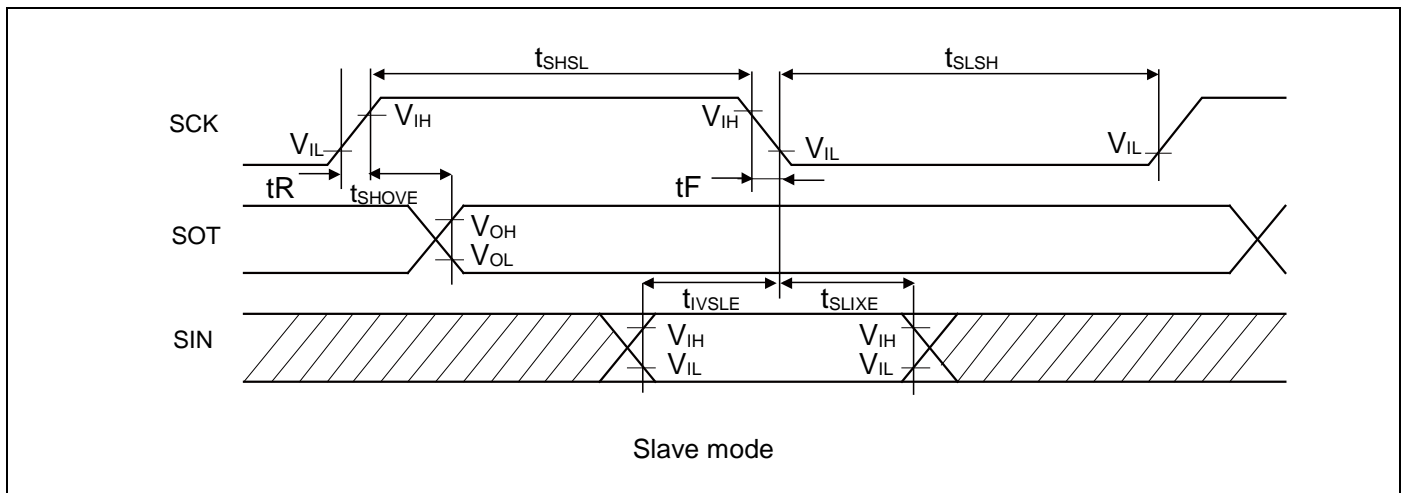 tSHSL tSLSH
SCK VIL VIH VIH VIL VIL
tR tSHOVE tF
SOT VOH
VOL
tIVSLE tSLIXE
SIN VIH VIH
VIL VIL
Slave mode